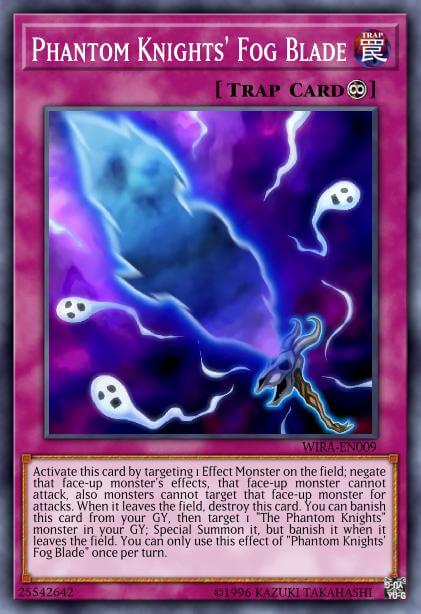 PHANTOM KNIGHTS' FOG BLADE
TRAP
罠
[TRAP CARD]
WIRA-EN009
Activate this card by targeting 1 Effect Monster on the field; negate
that face-up monster's effects, that face-up monster cannot
attack, also monsters cannot target that face-up monster for
attacks. When it leaves the field, destroy this card. You can banish
this card from your GY, then target 1 "The Phantom Knights"
monster in your GY; Special Summon it, but banish it when it
leaves the field. You can only use this effect of "Phantom Knights'
Fog Blade" once per turn.
25542642
©1996 KAZUKI TAKAHASHI